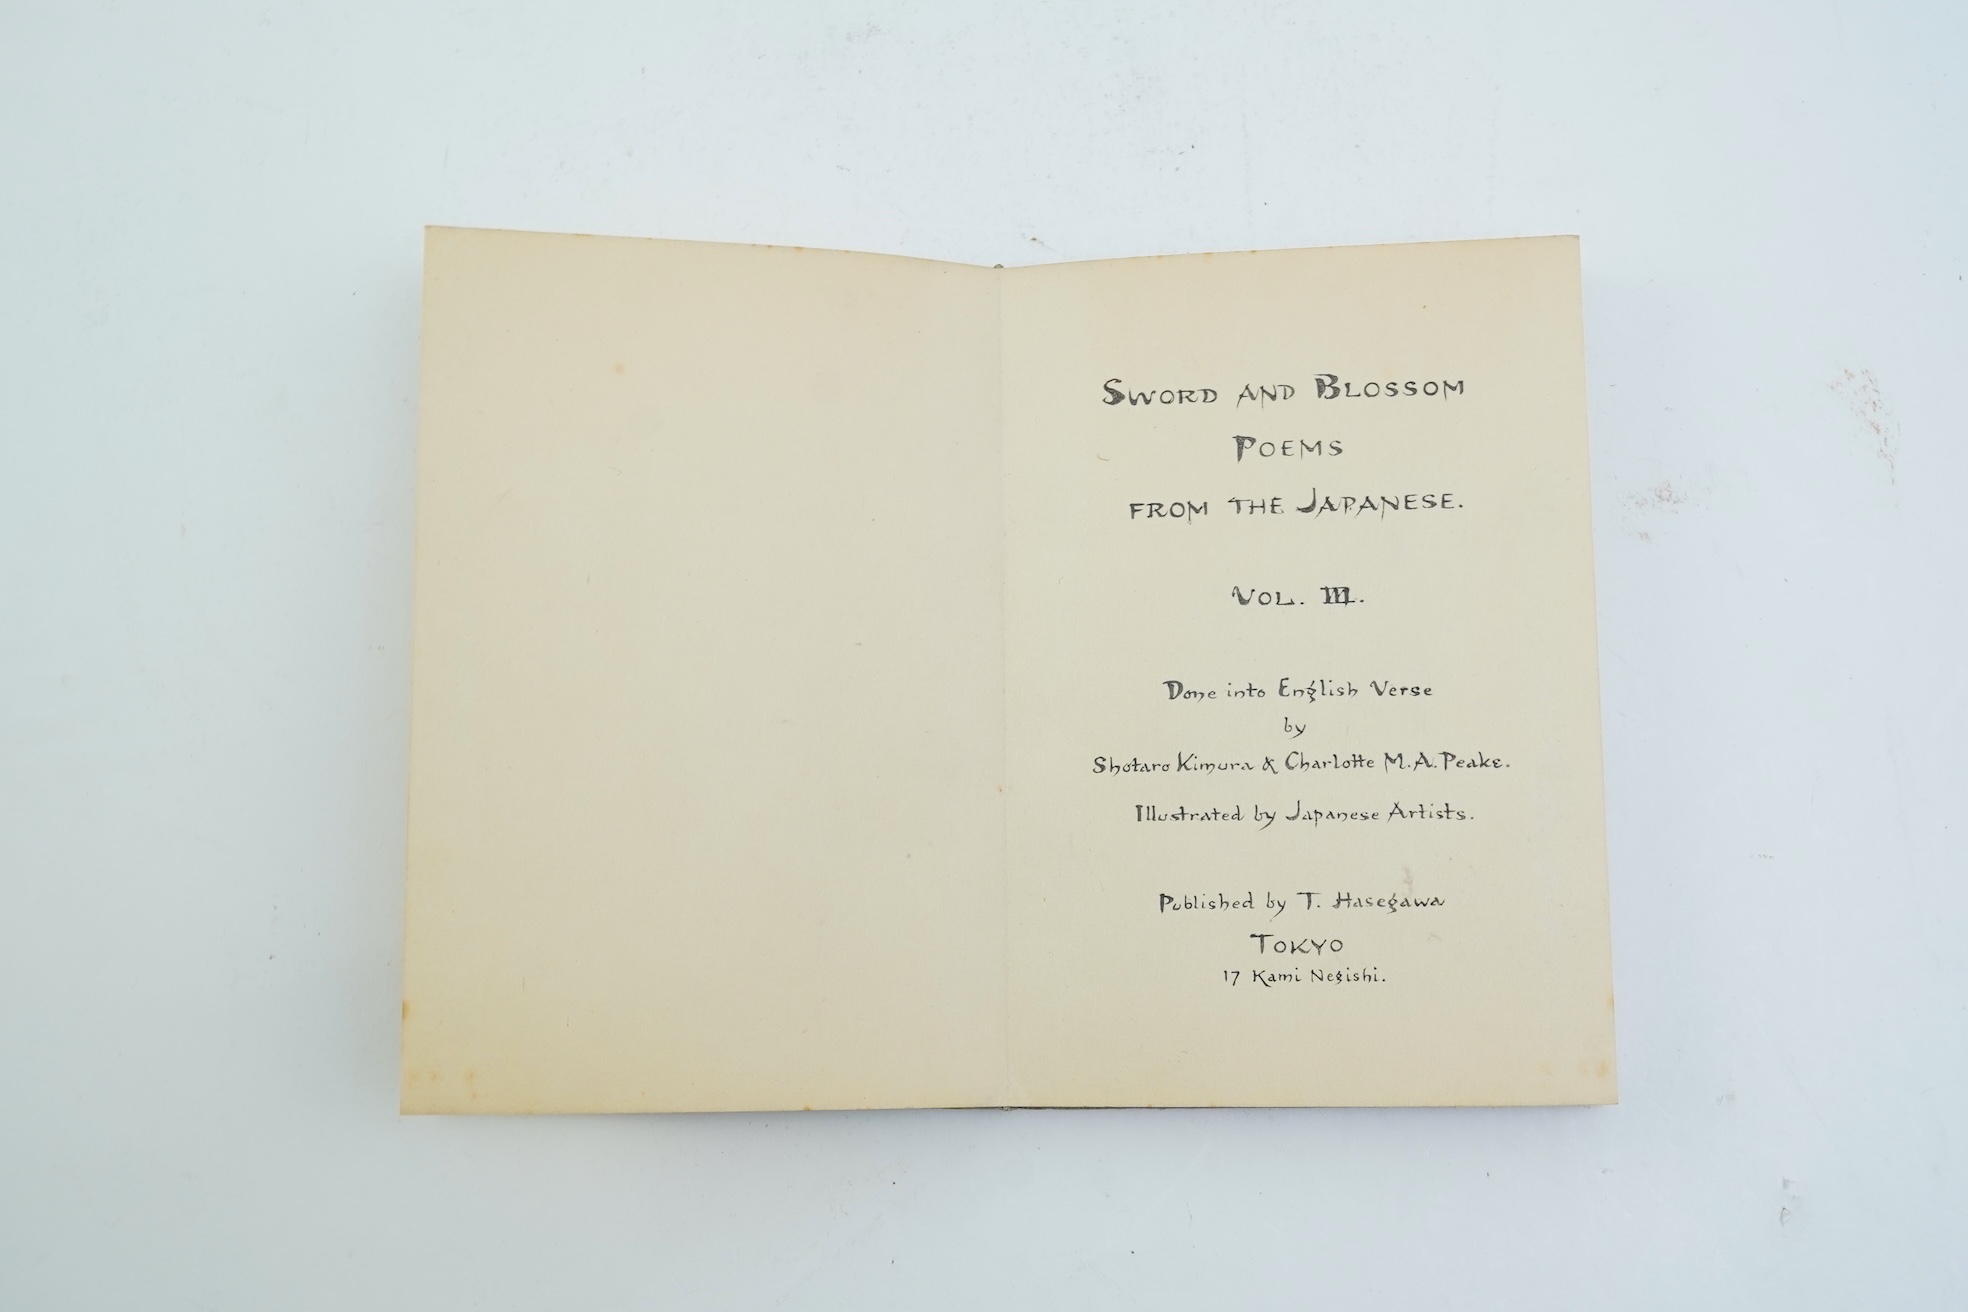 SWORD AND BLOSSOM
POEMS
FROM THE JAPANESE.
VOL. III.
Done into English Verse
by
Shotaro Kimura & Charlotte M.A. Peake.
Illustrated by Japanese Artists.
Published by T. Hasegawa
TOKYO
17 Kami Negishi.